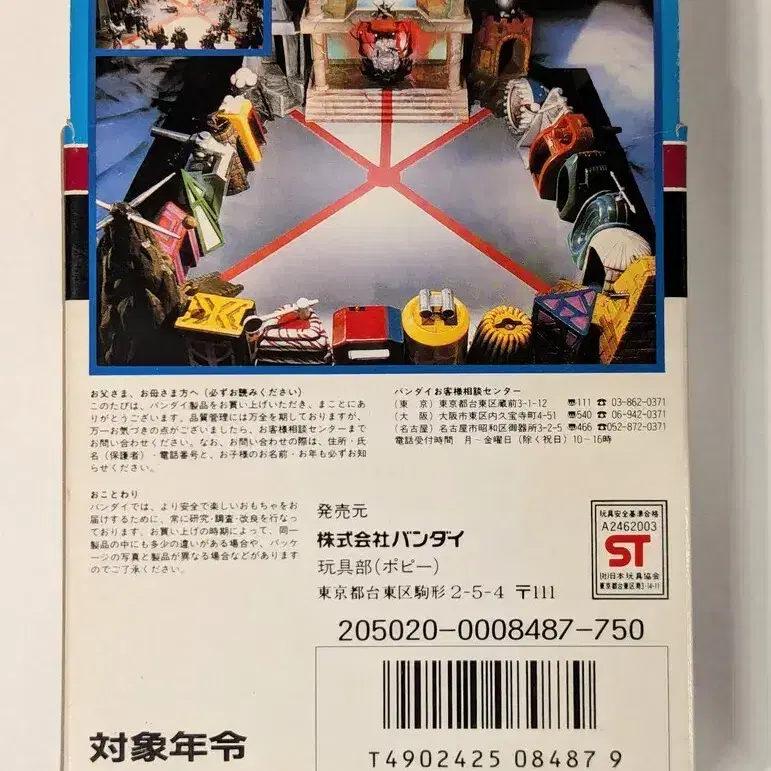 お父さま、お母さま方へ(必ずお読みください)
このたびは、バンダイ製品をお買い上げいただき、まことにあ
りがとうございます。品質管理には万全を期しておりますが、
万一お気づきの点がございましたら、お客様相談センターまで
お問い合わせください。なお、お問い合わせの際は、住所・氏
名(保護者)・電話番号と、お子様のお名前・お年も必ずお知
らせください。
おことわり
バンダイでは、より安全で楽しいおもちゃをお
届けするために、常に研究・調査・改良を行なっ
ております。お買い上げの時期によって、同一
製品の中にも多少の違いがある場合や、パッケ
ージの写真と製品が異なる場合などがあります
のでご了承ください。
バンダイお客様相談センター
(東 京)東京都台東区蔵前3-1-12 〠111 ☎03-862-0371
(大 阪)大阪市東区内久宝寺町4-51 〠540 ☎06-942-0371
(名古屋)名古屋市昭和区御器所3-2-5 〠466 ☎052-872-0371
電話受付時間 月~金曜日(除く祝日)10-16時
発売元
株式会社バンダイ
玩具部(ポピー)
東京都台東区駒形2-5-4 〒111
玩具安全基準合格
A2462003
ST
(社)日本玩具協会
東京都台東区駒3-14-11
205020-0008487-750
T4902425 08487 9
対象年令